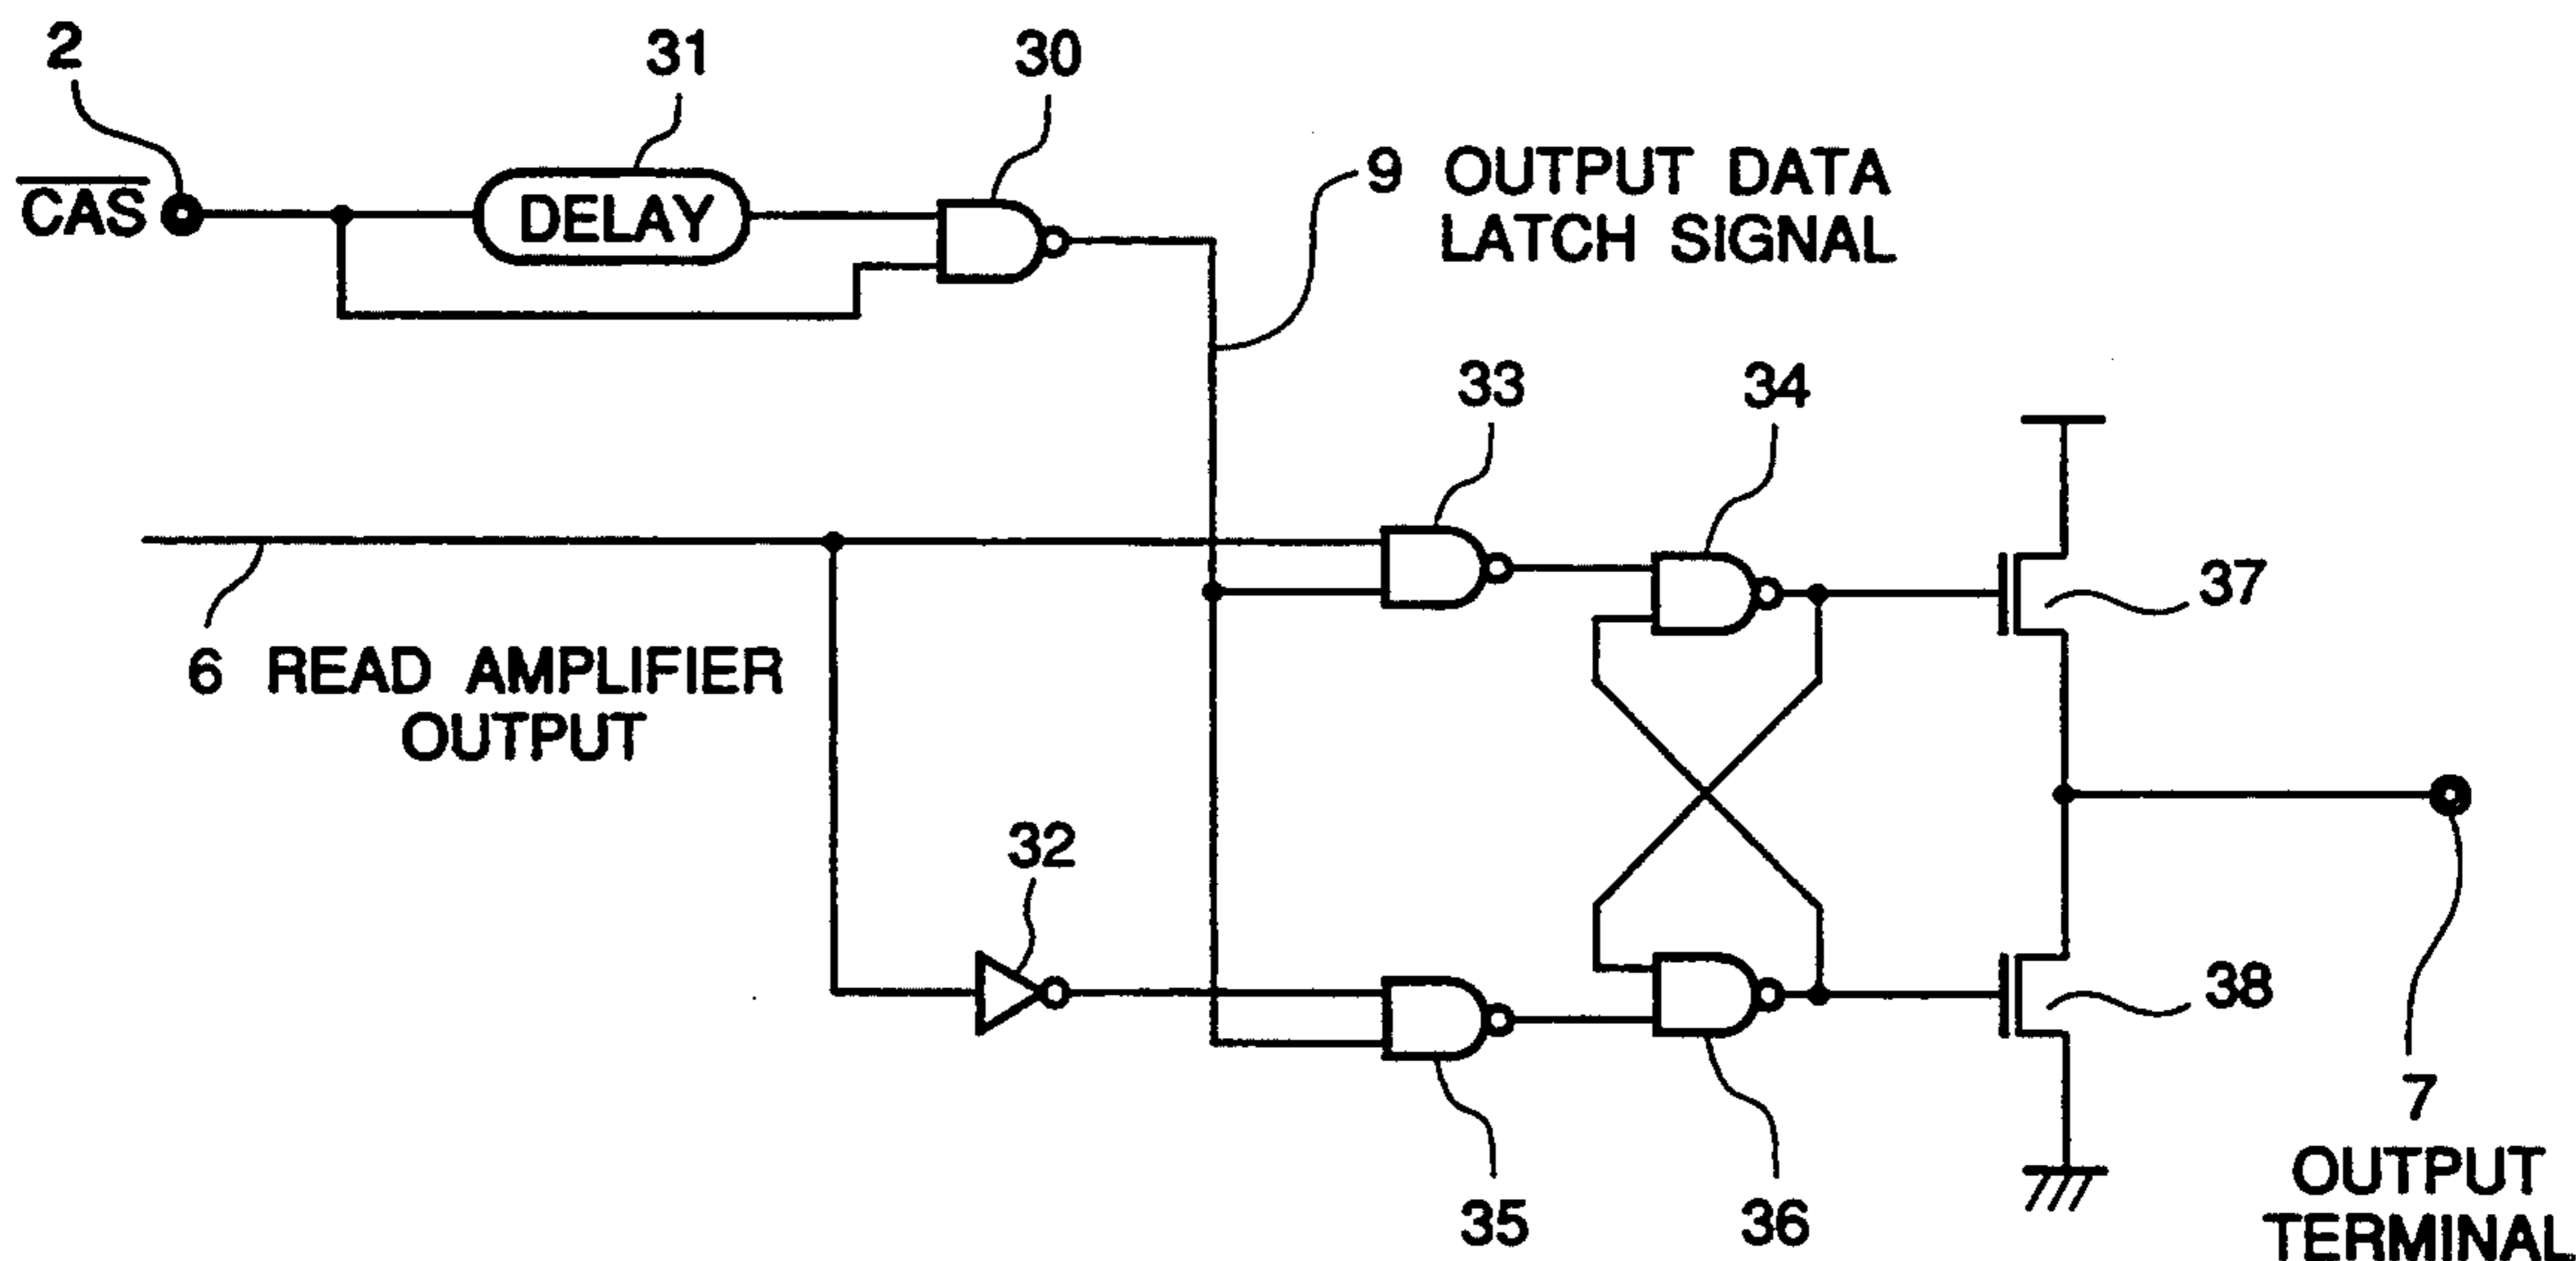 2
31
30
CAS
DELAY
9 OUTPUT DATA
LATCH SIGNAL
33
34
37
6 READ AMPLIFIER
OUTPUT
32
38
7
OUTPUT
TERMINAL
35
36